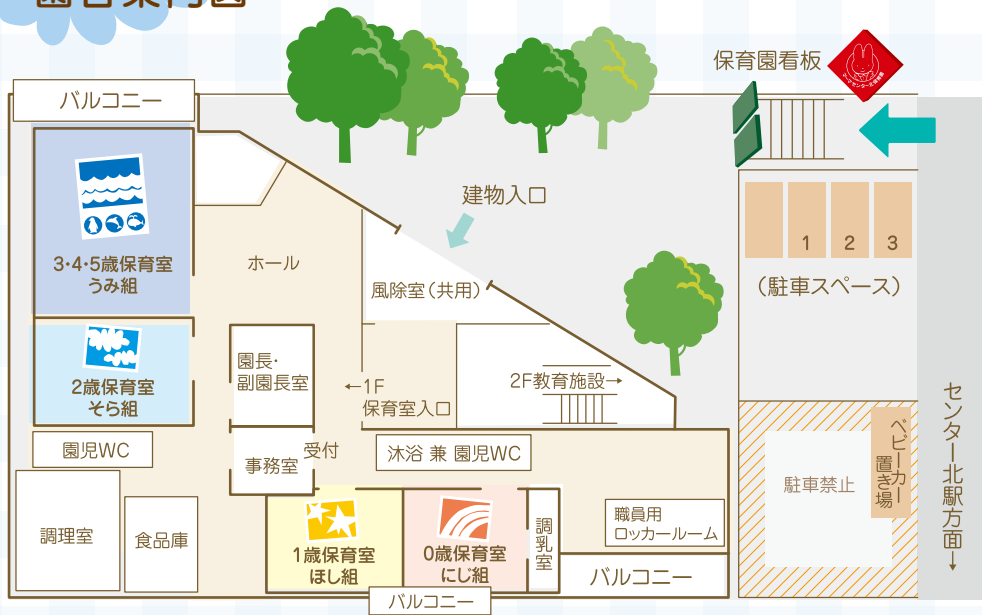 園舎案内図
バルコニー
保育園看板
建物入口
3・4・5歳保育室
うみ組
ホール
風除室（共用）
1
2
3
（駐車スペース）
2歳保育室
そら組
園長・
副園長室
←1F
保育室入口
2F教育施設→
園児WC
事務室
受付
沐浴 兼 園児WC
センター北駅方面→
ベビーカー
置き場
駐車禁止
調理室
食品庫
1歳保育室
ほし組
0歳保育室
にじ組
調乳室
職員用
ロッカールーム
バルコニー
バルコニー